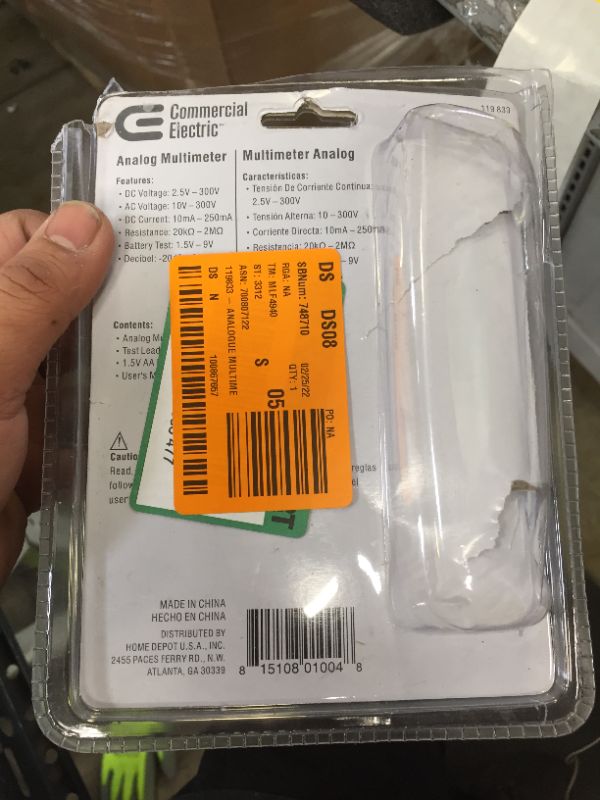 Commercial
Electric
119 833
Analog Multimeter
Features:
• DC Voltage: 2.5V – 300V
• AC Voltage: 10V – 300V
• DC Current: 10mA – 250mA
• Resistance: 20kΩ – 2MΩ
• Battery Test: 1.5V – 9V
• Decibel: -20
Contents:
• Analog
• Test Lead
• 1.5V AA
• User's
Multimeter Analog
Características:
• Tensión De Corriente Continua:
2.5V – 300V
• Tensión Alterna: 10 – 300V
• Corriente Directa: 10mA – 250mA
• Resistencia: 20kΩ – 2MΩ
– 9V
DS DS08
SBNum: 748710 02/25/22
RGA: NA QTY: 1
TM: MLF4940
ST: 3312 S 05
PO: NA
ASN: 700807122
119833 -- ANALOGUE MULTIME
DS N 100867657
Read
follow
user
reglas
el
MADE IN CHINA
HECHO EN CHINA
DISTRIBUTED BY
HOME DEPOT U.S.A., INC.
2455 PACES FERRY RD., N.W.
ATLANTA, GA 30339
8 15108 01004 8